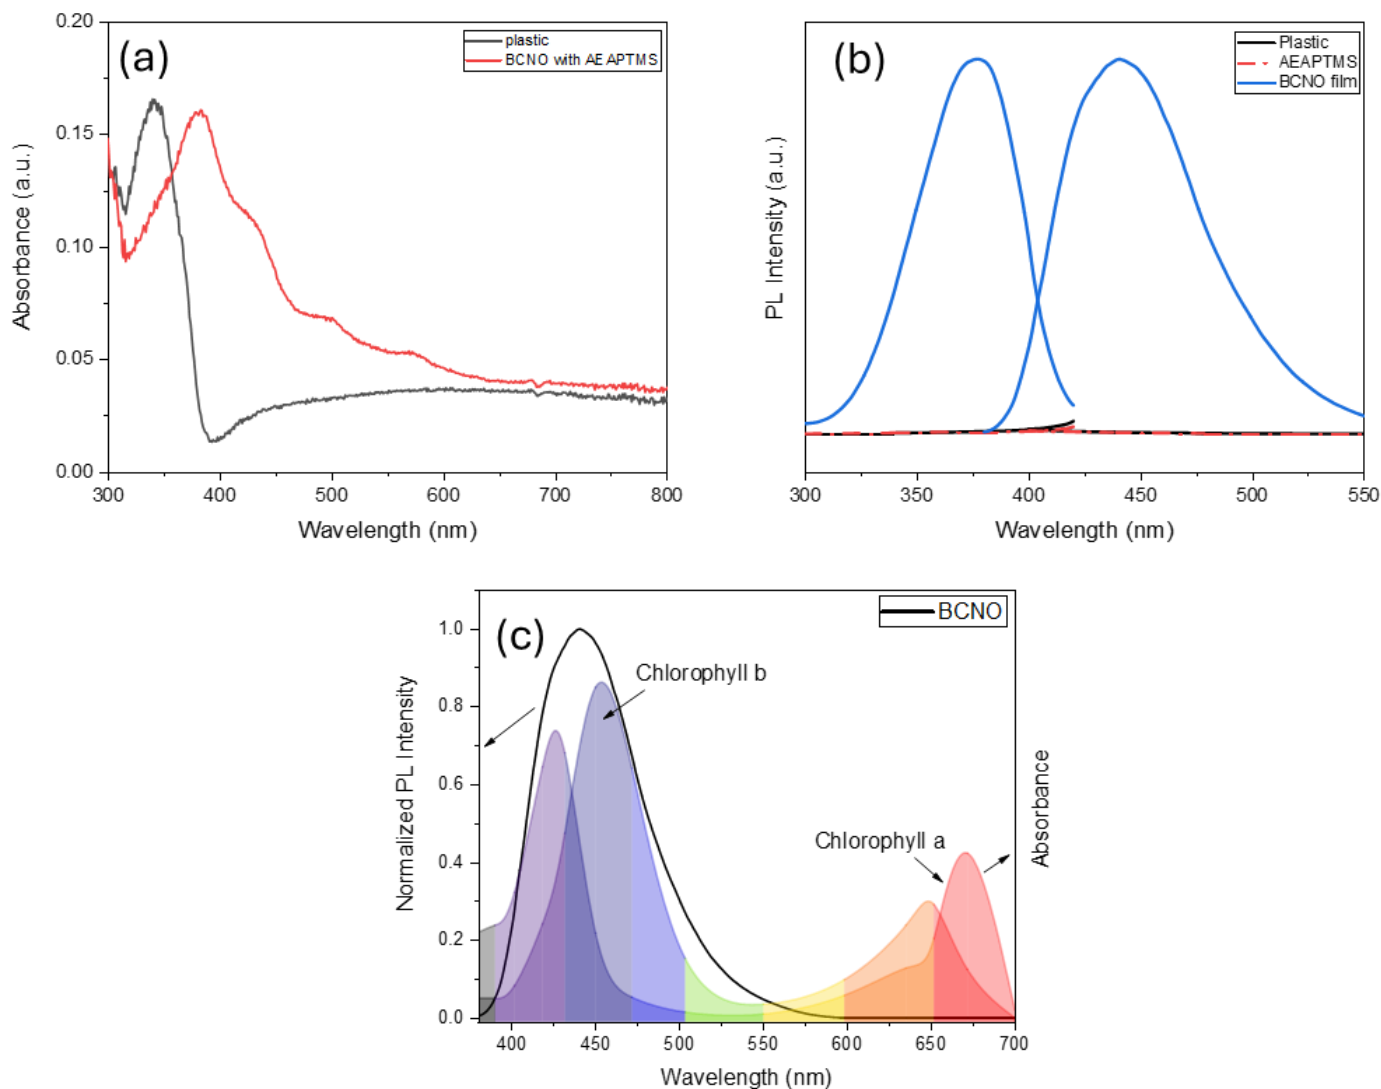 (a)
plastic
BCNO with AEAPTMS
0.20
0.15
0.10
0.05
0.00
Absorbance (a.u.)
300 400 500 600 700 800
Wavelength (nm)
(b)
Plastic
AEAPTMS
BCNO film
PL Intensity (a.u.)
300 350 400 450 500 550
Wavelength (nm)
(c)
BCNO
Chlorophyll b
Chlorophyll a
1.0
0.8
0.6
0.4
0.2
0.0
Normalized PL Intensity
Absorbance
400 450 500 550 600 650 700
Wavelength (nm)